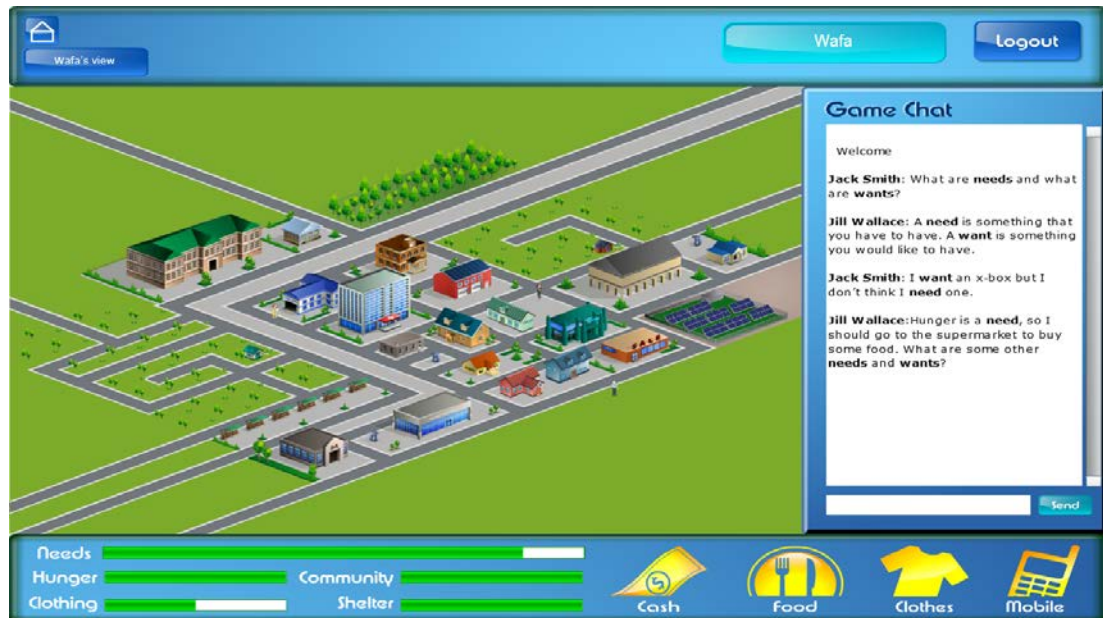 Wafa's view
Wafa
Logout
Game Chat
Welcome
Jack Smith: What are needs and what
are wants?
Jill Wallace: A need is something that
you have to have. A want is something
you would like to have.
Jack Smith: I want an x-box but I
don't think I need one.
Jill Wallace:Hunger is a need, so I
should go to the supermarket to buy
some food. What are some other
needs and wants?
Send
Needs
Hunger
Community
Clothing
Shelter
Cash
Food
Clothes
Mobile